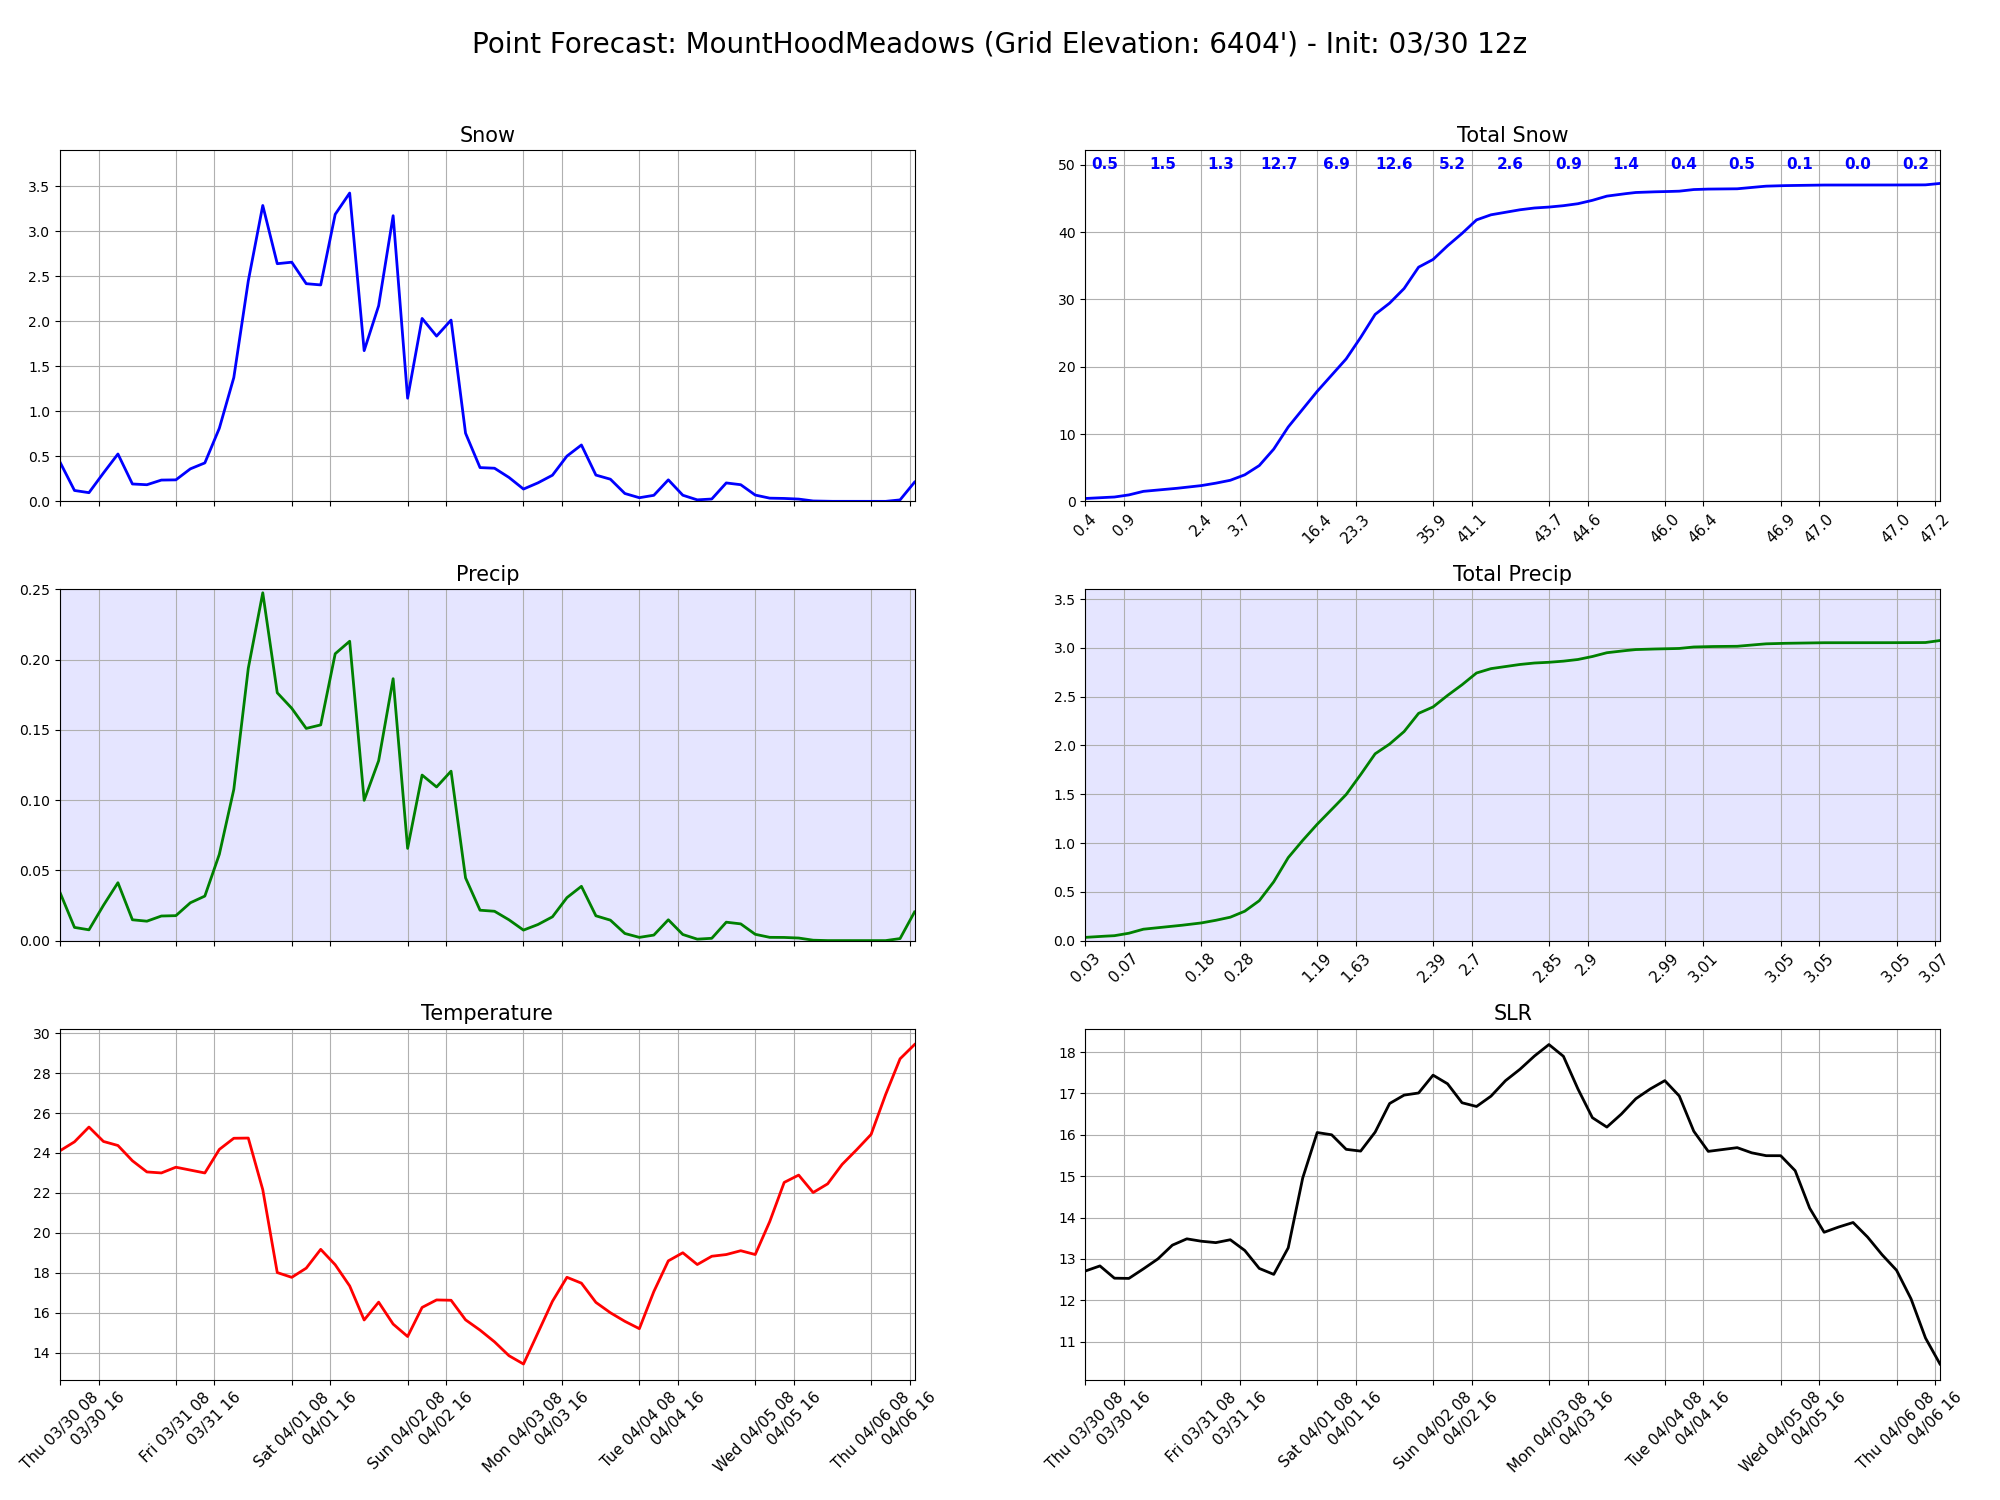 Point Forecast: MountHoodMeadows (Grid Elevation: 6404') - Init: 03/30 12z
Snow
3.5
3.0
2.5
2.0
1.5
1.0
0.5
0.0
Total Snow
0.5 1.5 1.3 12.7 6.9 12.6 5.2 2.6 0.9 1.4 0.4 0.5 0.1 0.0 0.2
50
40
30
20
10
0
0.4 0.9 2.4 3.7 16.4 23.3 35.9 41.1 43.7 44.6 46.0 46.4 46.9 47.0 47.0 47.2
Precip
0.25
0.20
0.15
0.10
0.05
0.00
Total Precip
3.5
3.0
2.5
2.0
1.5
1.0
0.5
0.0
0.03 0.07 0.18 0.28 1.19 1.63 2.39 2.7 2.85 2.9 2.99 3.01 3.05 3.05 3.05 3.07
Temperature
30
28
26
24
22
20
18
16
14
Thu 03/30 08
03/30 16
Fri 03/31 08
03/31 16
Sat 04/01 08
04/01 16
Sun 04/02 08
04/02 16
Mon 04/03 08
04/03 16
Tue 04/04 08
04/04 16
Wed 04/05 08
04/05 16
Thu 04/06 08
04/06 16
SLR
18
17
16
15
14
13
12
11
Thu 03/30 08
03/30 16
Fri 03/31 08
03/31 16
Sat 04/01 08
04/01 16
Sun 04/02 08
04/02 16
Mon 04/03 08
04/03 16
Tue 04/04 08
04/04 16
Wed 04/05 08
04/05 16
Thu 04/06 08
04/06 16